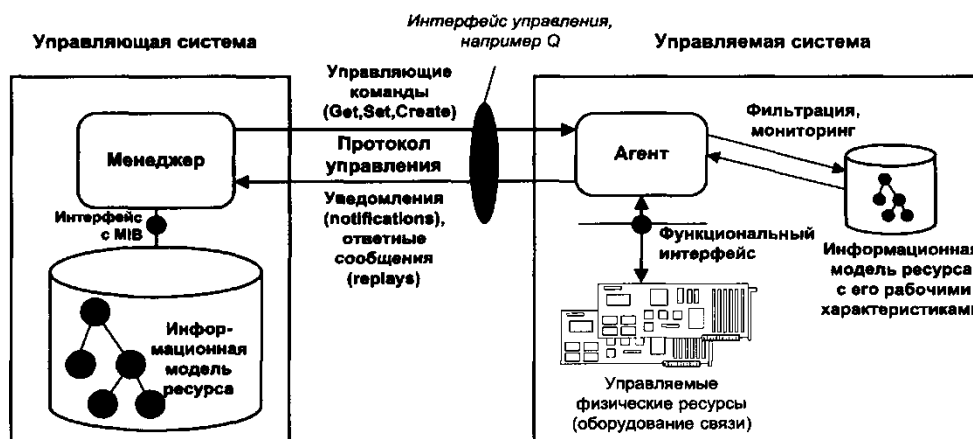 Управляющая система
Интерфейс управления,
например Q
Управляемая система
Управляющие
команды
(Get,Set,Create)
Менеджер
Протокол
управления
Агент
Фильтрация,
мониторинг
Интерфейс
с MIB
Уведомления
(notifications),
ответные
сообщения
(replays)
Функциональный
интерфейс
Информационная
модель ресурса
с его рабочими
характеристиками
Инфор-
мационная
модель
ресурса
Управляемые
физические ресурсы
(оборудование связи)